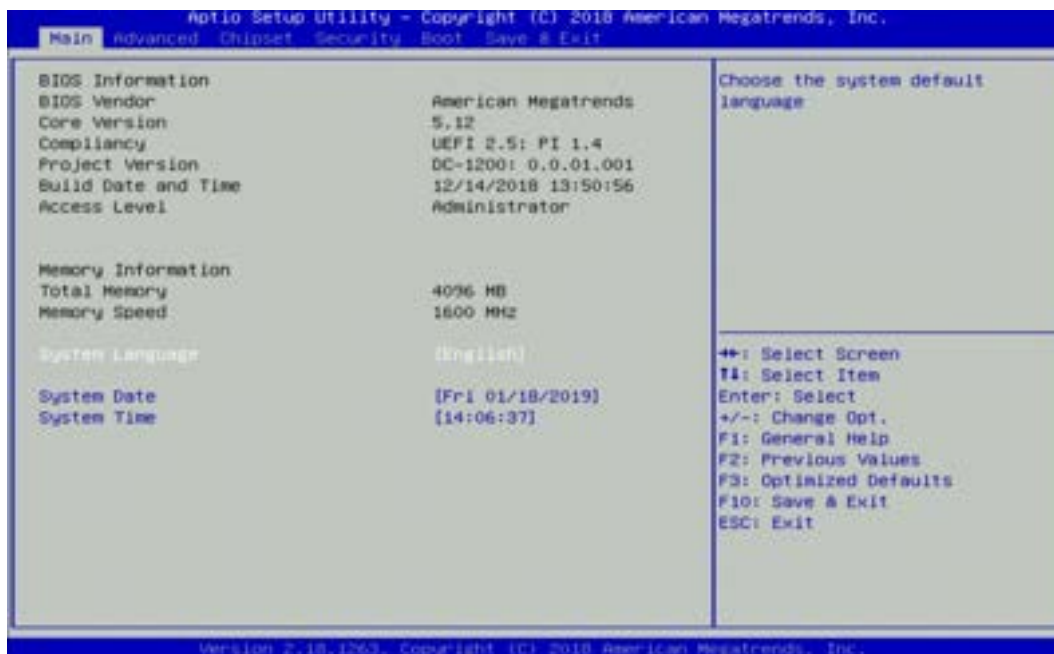 Aptio Setup Utility – Copyright (C) 2018 American Megatrends, Inc.
Main Advanced Chipset Security Boot Save & Exit
BIOS Information
BIOS Vendor American Megatrends
Core Version 5.12
Compliancy UEFI 2.5; PI 1.4
Project Version DC-1200: 0.0.01.001
Build Date and Time 12/14/2018 13:50:56
Access Level Administrator
Memory Information
Total Memory 4096 MB
Memory Speed 1600 MHz
System Language [English]
System Date [Fri 01/18/2019]
System Time [14:06:37]
Choose the system default
language
→←: Select Screen
↑↓: Select Item
Enter: Select
+/-: Change Opt.
F1: General Help
F2: Previous Values
F3: Optimized Defaults
F10: Save & Exit
ESC: Exit
Version 2.18.1263. Copyright (C) 2018 American Megatrends, Inc.